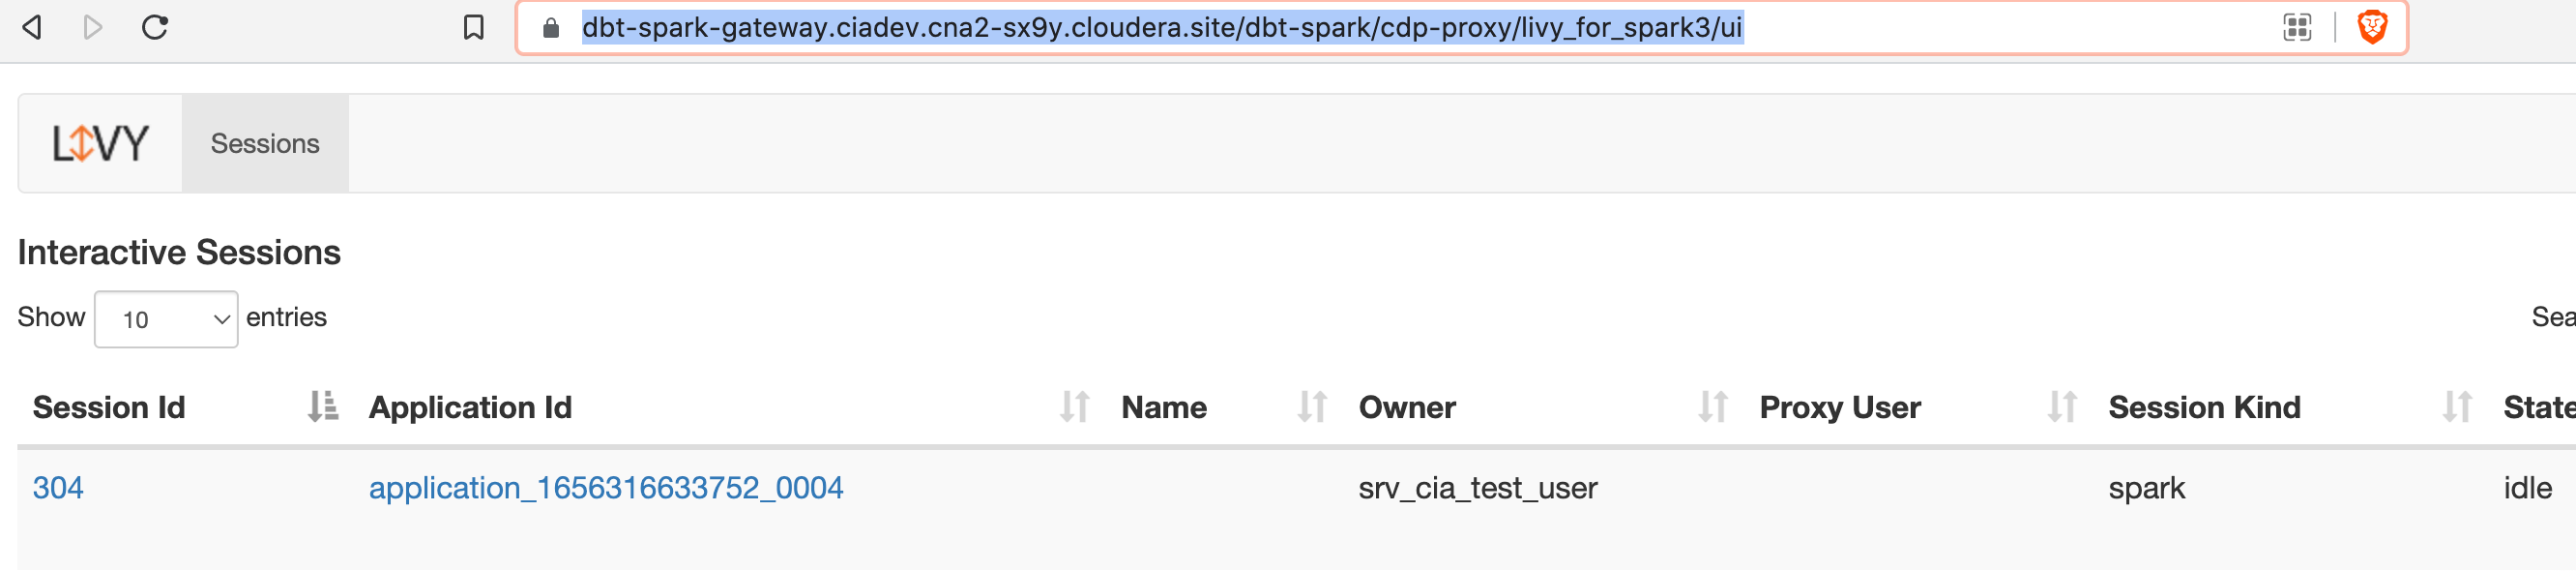 dbt-spark-gateway.ciadev.cna2-sx9y.cloudera.site/dbt-spark/cdp-proxy/livy_for_spark3/ui
LIVY Sessions
Interactive Sessions
Show 10 entries Sea
Session Id Application Id Name Owner Proxy User Session Kind State
304 application_1656316633752_0004 srv_cia_test_user spark idle